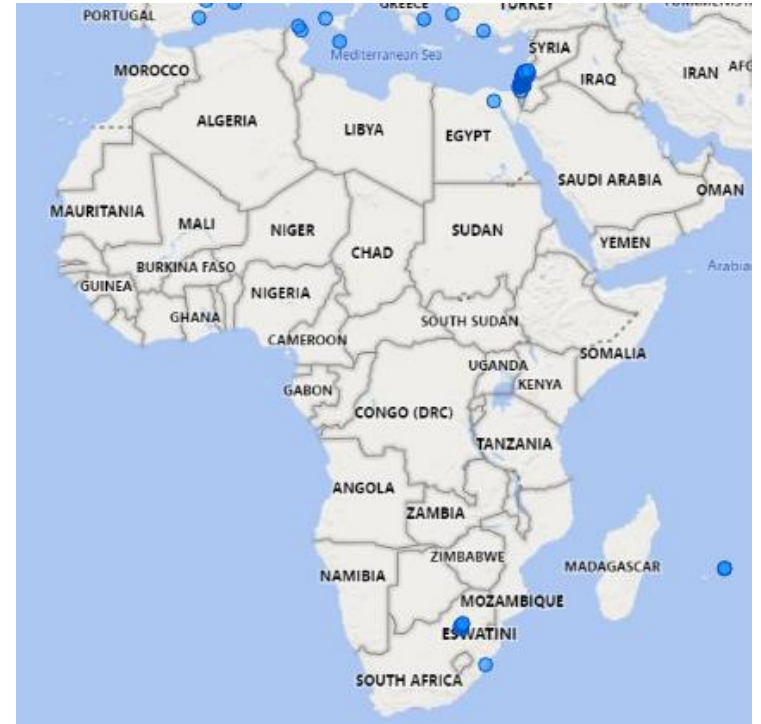 GREECE
TURKEY
PORTUGAL
SYRIA
Mediterranean Sea
MOROCCO
IRAQ
IRAN
ALGERIA
LIBYA
EGYPT
SAUDI ARABIA
OMAN
MAURITANIA
MALI
NIGER
SUDAN
CHAD
YEMEN
BURKINA FASO
GUINEA
NIGERIA
GHANA
SOUTH SUDAN
CAMEROON
SOMALIA
UGANDA
KENYA
GABON
CONGO (DRC)
TANZANIA
ANGOLA
ZAMBIA
ZIMBABWE
MADAGASCAR
NAMIBIA
MOZAMBIQUE
ESWATINI
SOUTH AFRICA